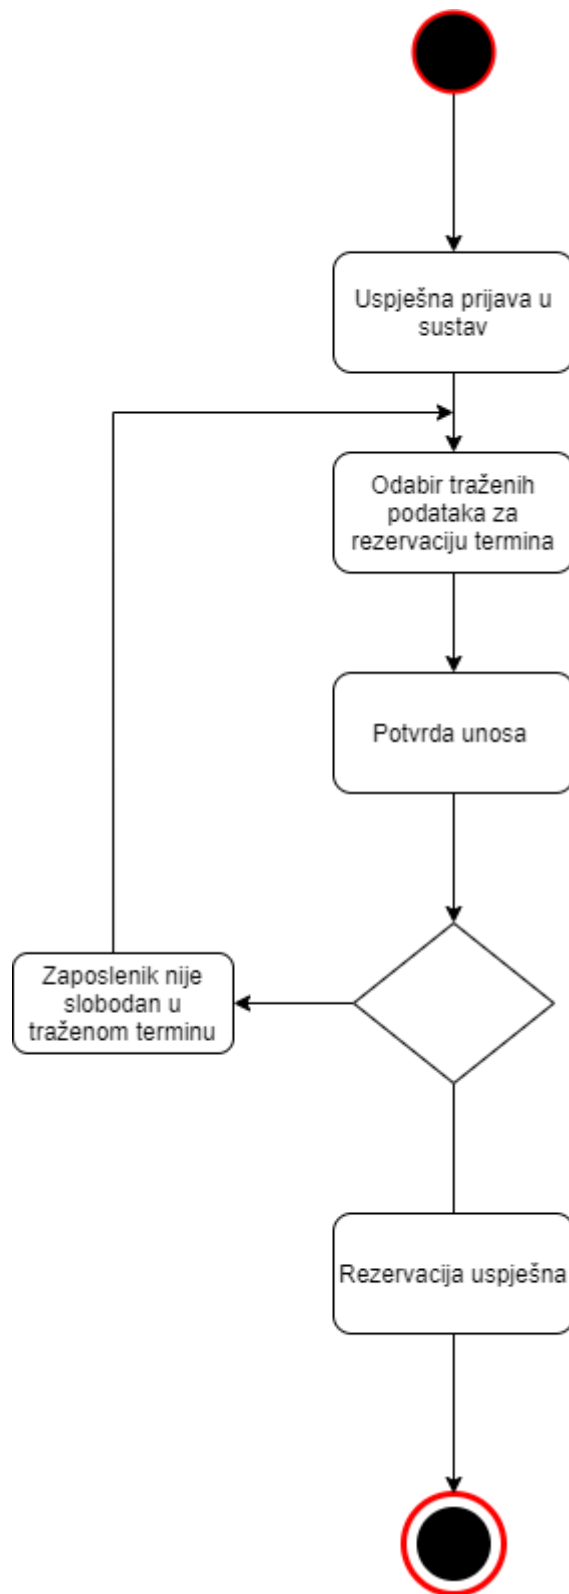 Uspješna prijava u
sustav
Odabir traženih
podataka za
rezervaciju termina
Potvrda unosa
Zaposlenik nije
slobodan u
traženom terminu
Rezervacija uspješna